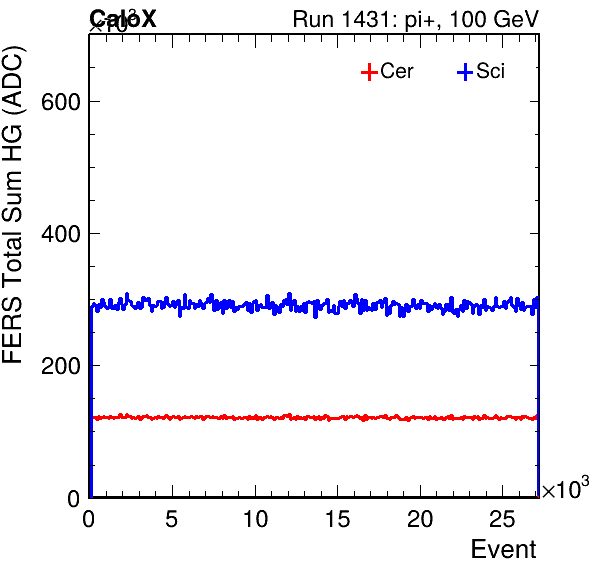 CaloX Run 1431: pi+, 100 GeV
×10³
FERS Total Sum HG (ADC)
Cer Sci
600
400
200
0
0 5 10 15 20 25 ×10³
Event